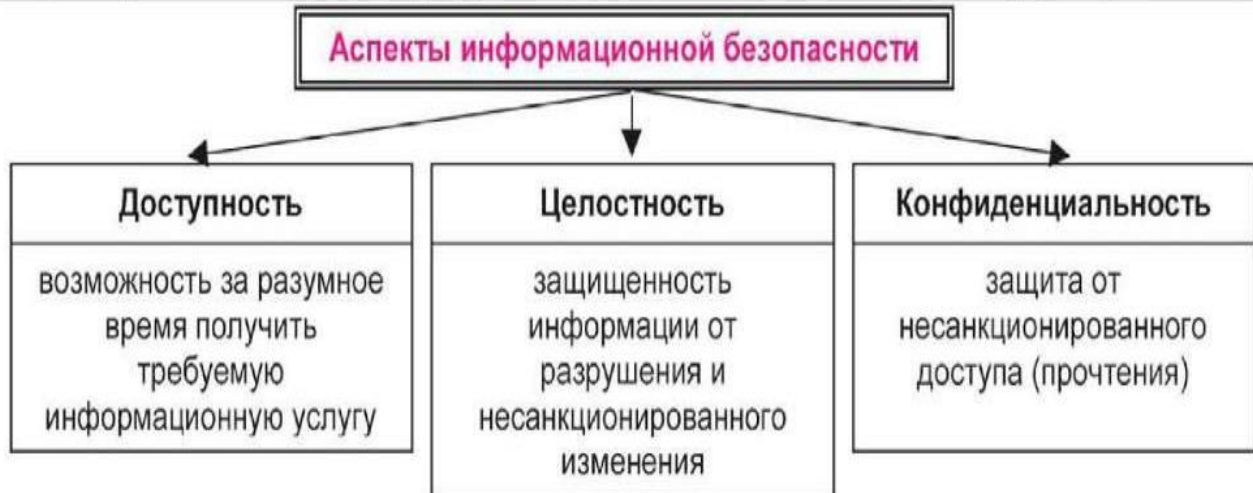 Аспекты информационной безопасности
Доступность
возможность за разумное
время получить
требуемую
информационную услугу
Целостность
защищенность
информации от
разрушения и
несанкционированного
изменения
Конфиденциальность
защита от
несанкционированного
доступа (прочтения)